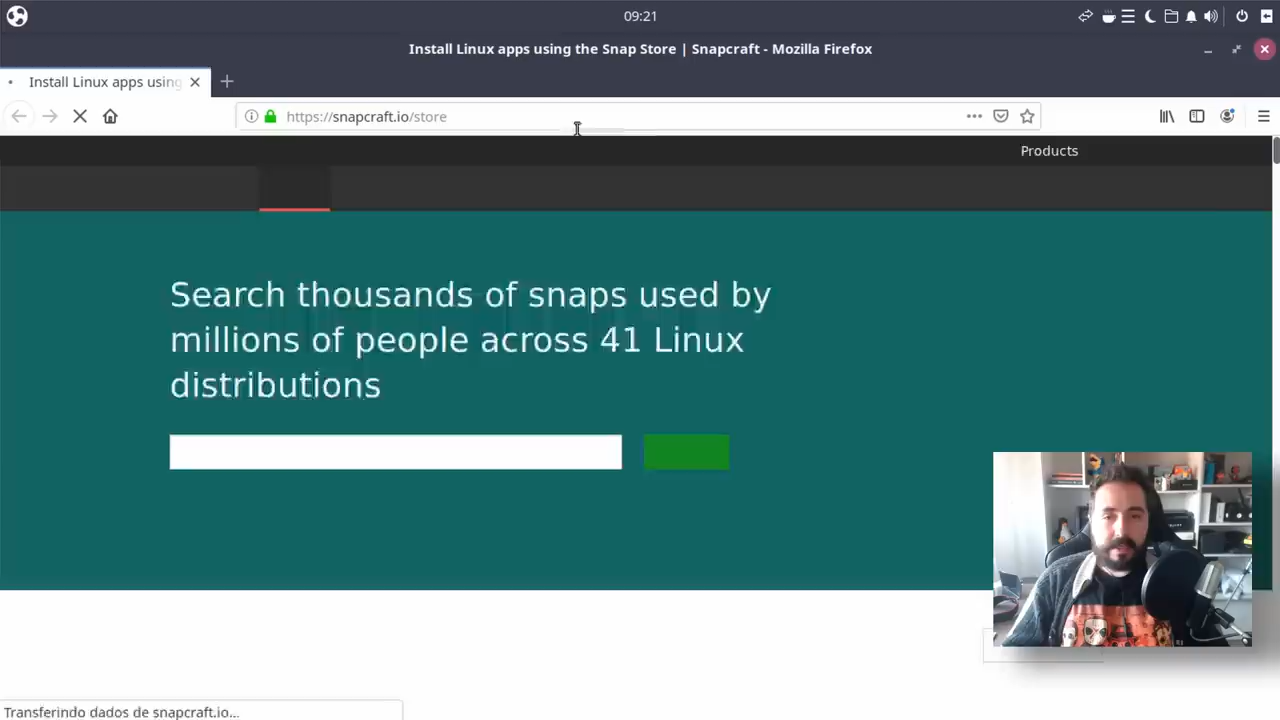 09:21
Install Linux apps using the Snap Store | Snapcraft - Mozilla Firefox
Install Linux apps using
https://snapcraft.io/store
Products
Search thousands of snaps used by
millions of people across 41 Linux
distributions
Transferindo dados de snapcraft.io...